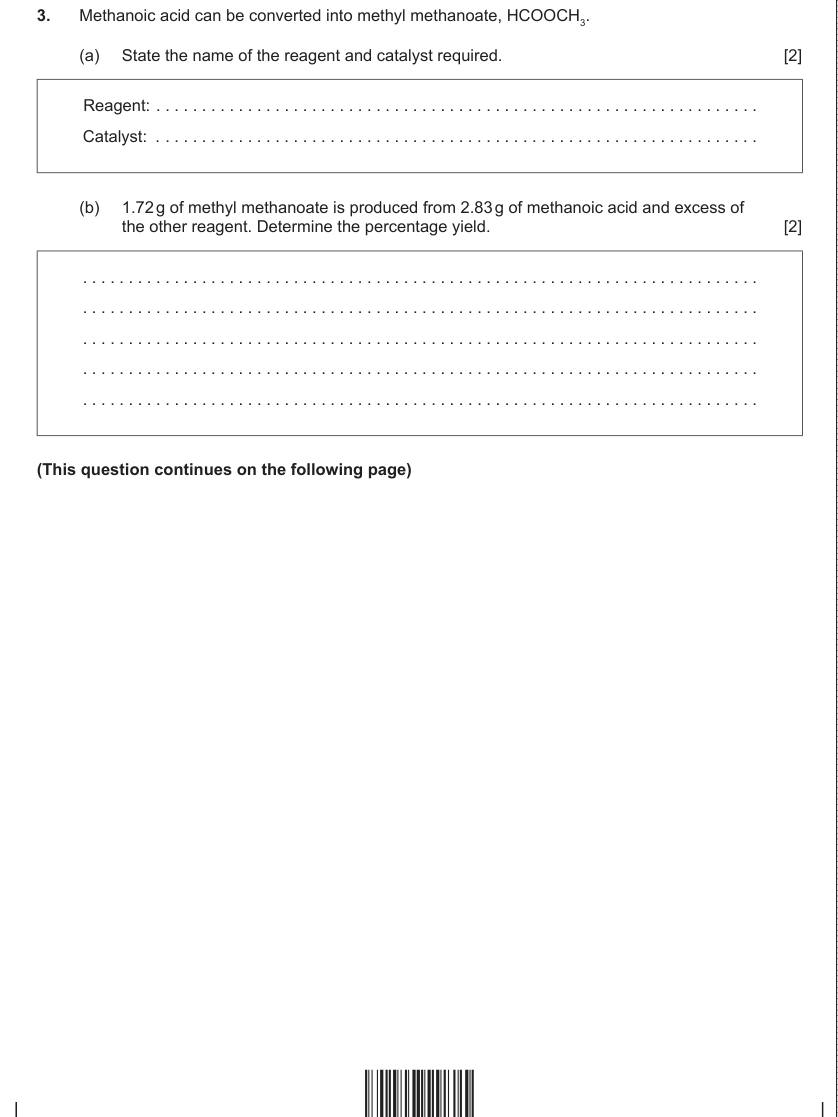 3. Methanoic acid can be converted into methyl methanoate, HCOOCH₃.
(a) State the name of the reagent and catalyst required. [2]
Reagent: . . . . . . . . . . . . . . . . . . . . . . . . . . . . . . . . . . . . . . . . . . . . . . . . . . . . . . . . . . . . . . . . . .
Catalyst: . . . . . . . . . . . . . . . . . . . . . . . . . . . . . . . . . . . . . . . . . . . . . . . . . . . . . . . . . . . . . . . . . .
(b) 1.72 g of methyl methanoate is produced from 2.83 g of methanoic acid and excess of
the other reagent. Determine the percentage yield. [2]
. . . . . . . . . . . . . . . . . . . . . . . . . . . . . . . . . . . . . . . . . . . . . . . . . . . . . . . . . . . . . . . . . . . . . . . . . .
. . . . . . . . . . . . . . . . . . . . . . . . . . . . . . . . . . . . . . . . . . . . . . . . . . . . . . . . . . . . . . . . . . . . . . . . . .
. . . . . . . . . . . . . . . . . . . . . . . . . . . . . . . . . . . . . . . . . . . . . . . . . . . . . . . . . . . . . . . . . . . . . . . . . .
. . . . . . . . . . . . . . . . . . . . . . . . . . . . . . . . . . . . . . . . . . . . . . . . . . . . . . . . . . . . . . . . . . . . . . . . . .
. . . . . . . . . . . . . . . . . . . . . . . . . . . . . . . . . . . . . . . . . . . . . . . . . . . . . . . . . . . . . . . . . . . . . . . . . .
(This question continues on the following page)